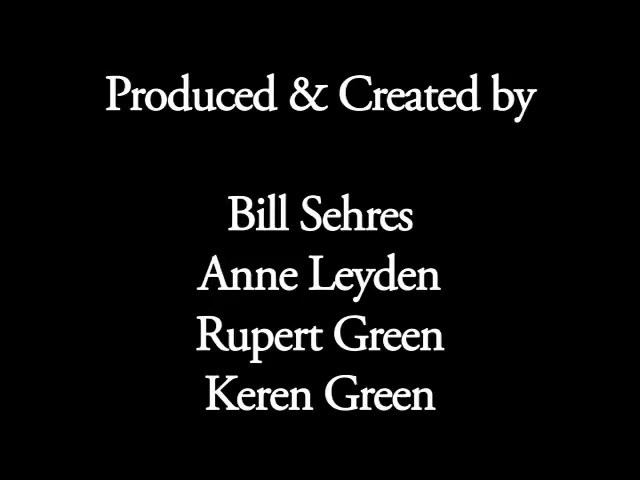 Produced & Created by
Bill Sehres
Anne Leyden
Rupert Green
Keren Green